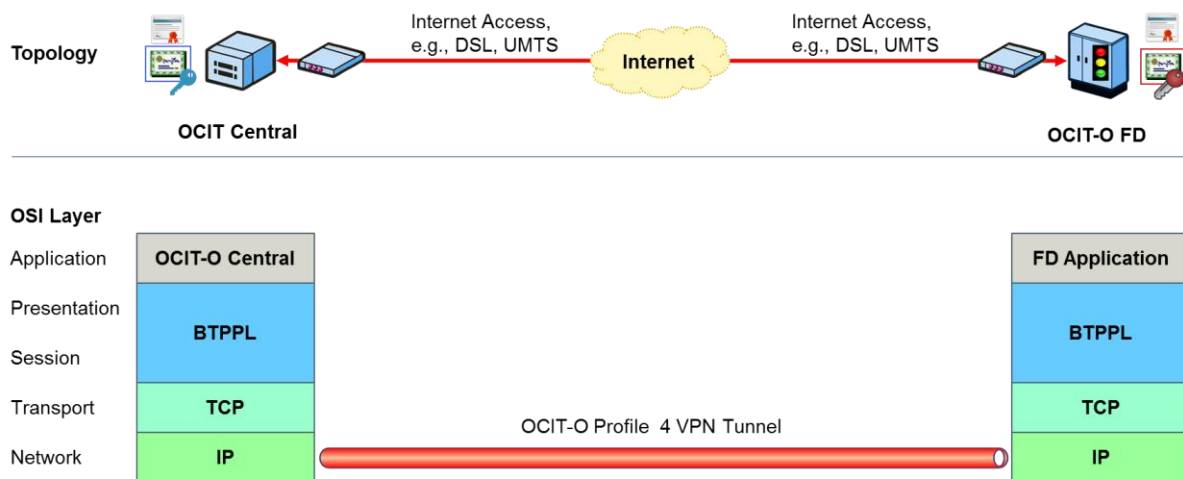 Topology
Internet Access,
e.g., DSL, UMTS
Internet
Internet Access,
e.g., DSL, UMTS
OCIT Central
OCIT-O FD
OSI Layer
Application
OCIT-O Central
FD Application
Presentation
BTPPL
BTPPL
Session
Transport
TCP
TCP
OCIT-O Profile 4 VPN Tunnel
Network
IP
IP